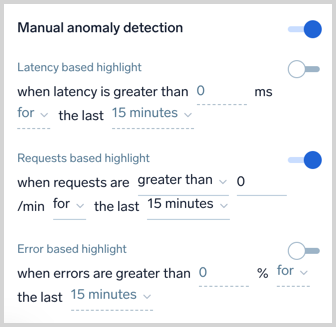 Manual anomaly detection
Latency based highlight
when latency is greater than 0 ms
for the last 15 minutes
Requests based highlight
when requests are greater than 0
/min for the last 15 minutes
Error based highlight
when errors are greater than 0 % for
the last 15 minutes